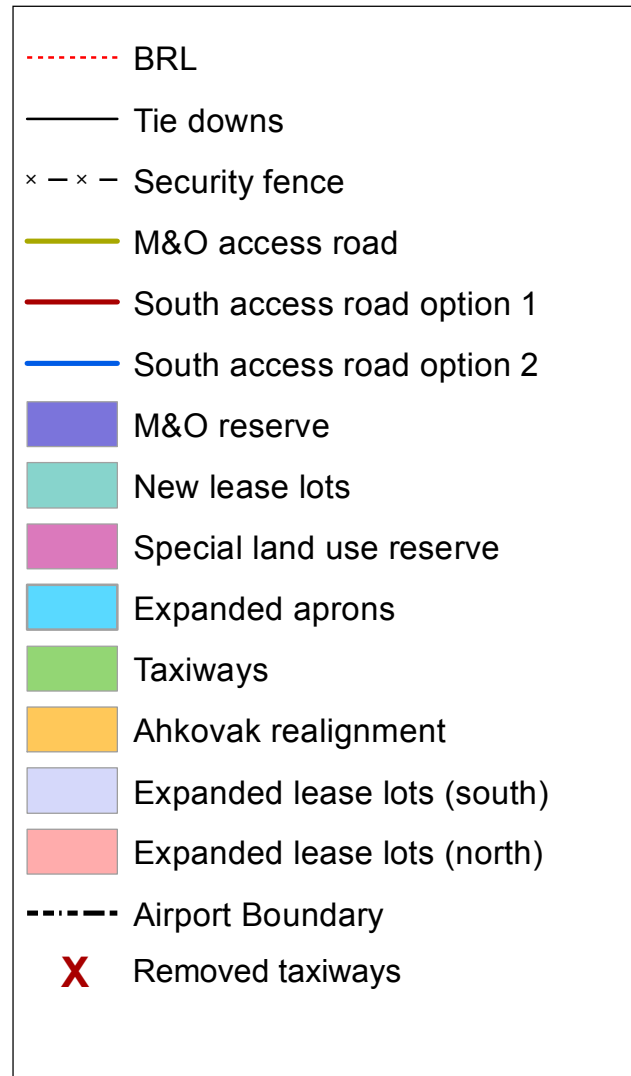 BRL
Tie downs
Security fence
M&O access road
South access road option 1
South access road option 2
M&O reserve
New lease lots
Special land use reserve
Expanded aprons
Taxiways
Ahkovak realignment
Expanded lease lots (south)
Expanded lease lots (north)
Airport Boundary
X Removed taxiways